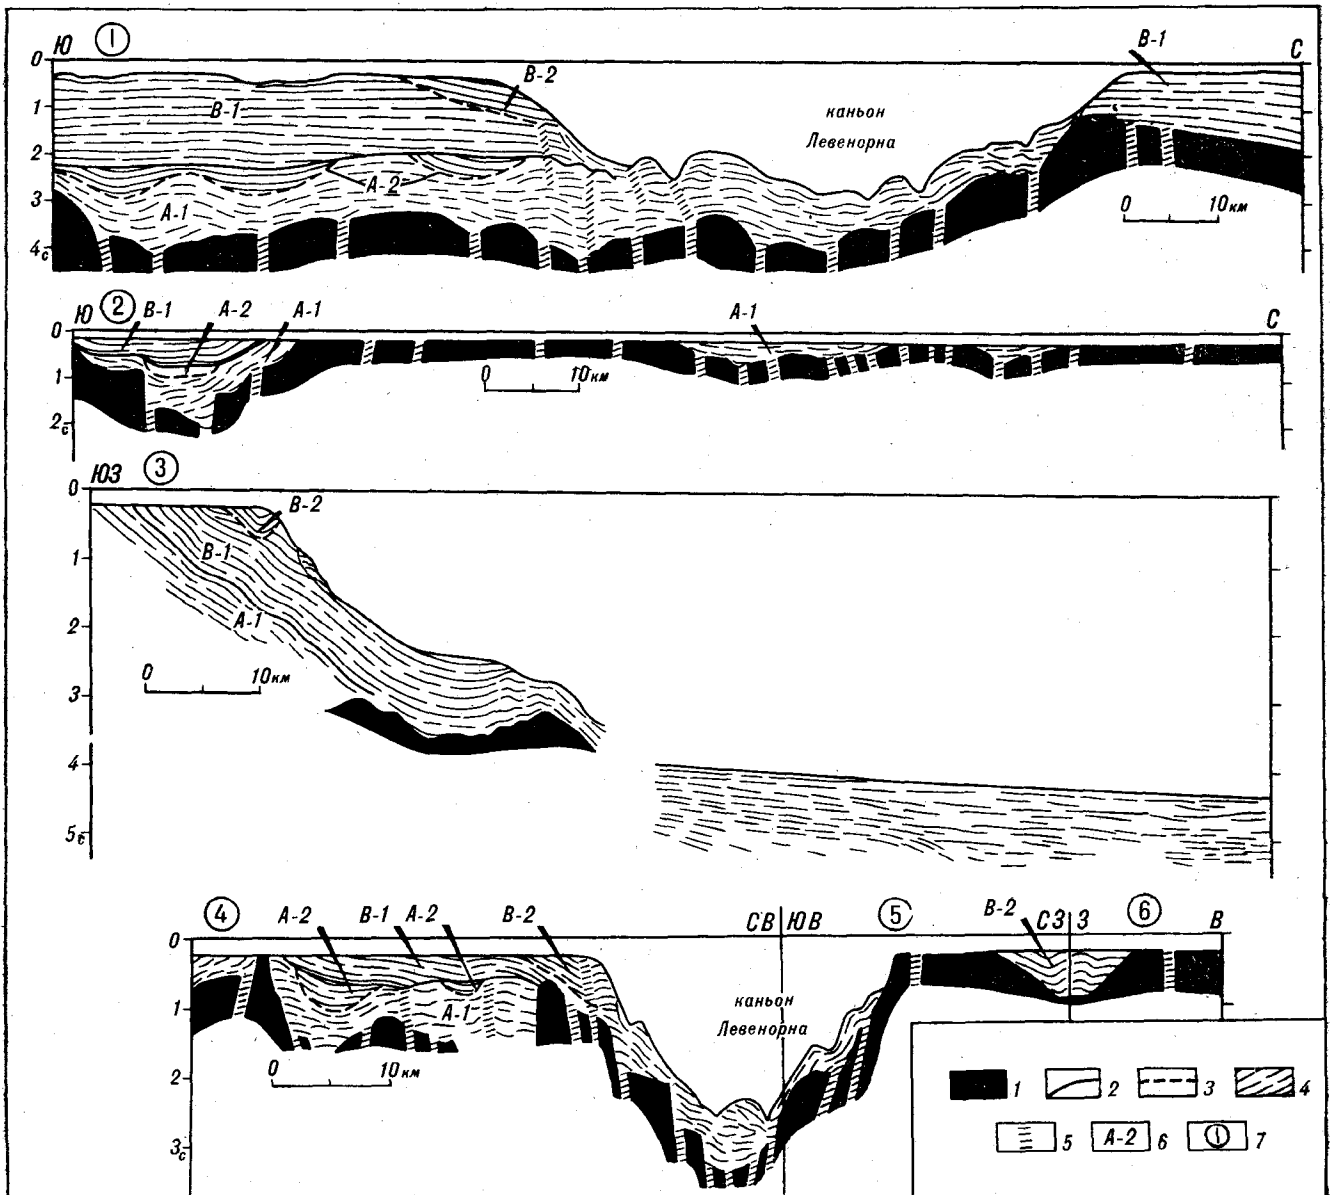 Ю 1 С
В-1
0
В-2
В-1
1
каньон
Левенорна
2
А-2
3
А-1
0 10км
4с
Ю 2 В-1 А-2 А-1 А-1 С
0
1
0 10км
2с
ЮЗ 3
0
В-2
1
В-1
2
А-1
0 10км
3
4
5с
4 А-2 В-1 А-2 В-2 СВ ЮВ 5 В-2 СЗ З 6 В
0
каньон
Левенорна
1
А-1
0 10км
2
3с
1 2 3 4
5 А-2 6 1 7